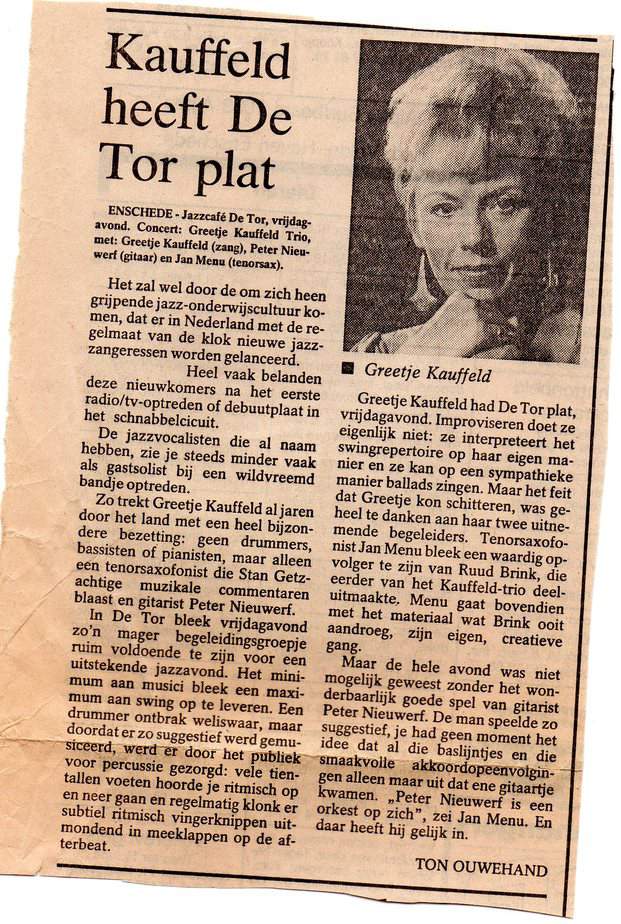 Kauffeld
heeft De
Tor plat
ENSCHEDE - Jazzcafé De Tor, vrijdag-
avond. Concert: Greetje Kauffeld Trio,
met: Greetje Kauffeld (zang), Peter Nieu-
werf (gitaar) en Jan Menu (tenorsax).
Het zal wel door de om zich heen
grijpende jazz-onderwijscultuur ko-
men, dat er in Nederland met de re-
gelmaat van de klok nieuwe jazz-
zangeressen worden gelanceerd.
Heel vaak belanden
deze nieuwkomers na het eerste
radio/tv-optreden of debuutplaat in
het schnabbelcicuit.
De jazzvocalisten die al naam
hebben, zie je steeds minder vaak
als gastsolist bij een wildvreemd
bandje optreden.
Zo trekt Greetje Kauffeld al jaren
door het land met een heel bijzon-
dere bezetting: geen drummers,
bassisten of pianisten, maar alleen
een tenorsaxofonist die Stan Getz-
achtige muzikale commentaren
blaast en gitarist Peter Nieuwerf.
In De Tor bleek vrijdagavond
zo'n mager begeleidingsgroepje
ruim voldoende te zijn voor een
uitstekende jazzavond. Het mini-
mum aan musici bleek een maxi-
mum aan swing op te leveren. Een
drummer ontbrak weliswaar, maar
doordat er zo suggestief werd gemu-
siceerd, werd er door het publiek
voor percussie gezorgd: vele tien-
tallen voeten hoorde je ritmisch op
en neer gaan en regelmatig klonk er
subtiel ritmisch vingerknippen uit-
mondend in meeklappen op de af-
terbeat.
■ Greetje Kauffeld
Greetje Kauffeld had De Tor plat,
vrijdagavond. Improviseren doet ze
eigenlijk niet: ze interpreteert het
swingrepertoire op haar eigen ma-
nier en ze kan op een sympathieke
manier ballads zingen. Maar het feit
dat Greetje kon schitteren, was ge-
heel te danken aan haar twee uitne-
mende begeleiders. Tenorsaxofo-
nist Jan Menu bleek een waardig op-
volger te zijn van Ruud Brink, die
eerder van het Kauffeld-trio deel-
uitmaakte. Menu gaat bovendien
met het materiaal wat Brink ooit
aandroeg, zijn eigen, creatieve
gang.
Maar de hele avond was niet
mogelijk geweest zonder het won-
derbaarlijk goede spel van gitarist
Peter Nieuwerf. De man speelde zo
suggestief, je had geen moment het
idee dat al die baslijntjes en die
smaakvolle akkoordopeenvolgin-
gen alleen maar uit dat ene gitaartje
kwamen. „Peter Nieuwerf is een
orkest op zich”, zei Jan Menu. En
daar heeft hij gelijk in.
TON OUWEHAND